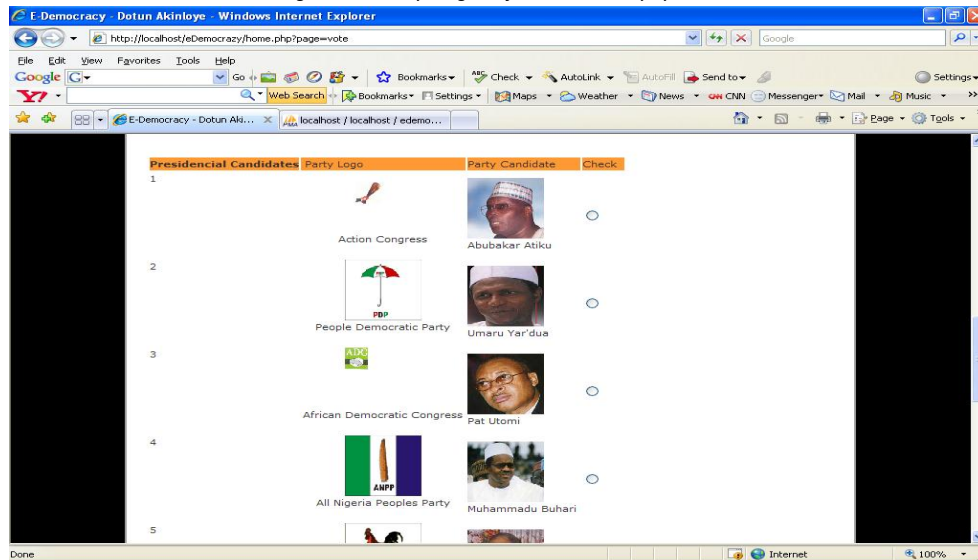 E-Democracy - Dotun Akinloye - Windows Internet Explorer
http://localhost/eDemocrazy/home.php?page=vote
Google
File Edit View Favorites Tools Help
Google G Go Bookmarks Check AutoLink AutoFill Send to Settings
Y7 Web Search Bookmarks Settings Maps Weather News CNN Messenger Mail Music »
E-Democracy - Dotun Aki... localhost / localhost / edemo... Page Tools
Presidencial Candidates Party Logo Party Candidate Check
1
Action Congress Abubakar Atiku
2
PDP
People Democratic Party Umaru Yar'dua
3
ADC
African Democratic Congress Pat Utomi
4
ANPP
All Nigeria Peoples Party Muhammadu Buhari
5
Done Internet 100%